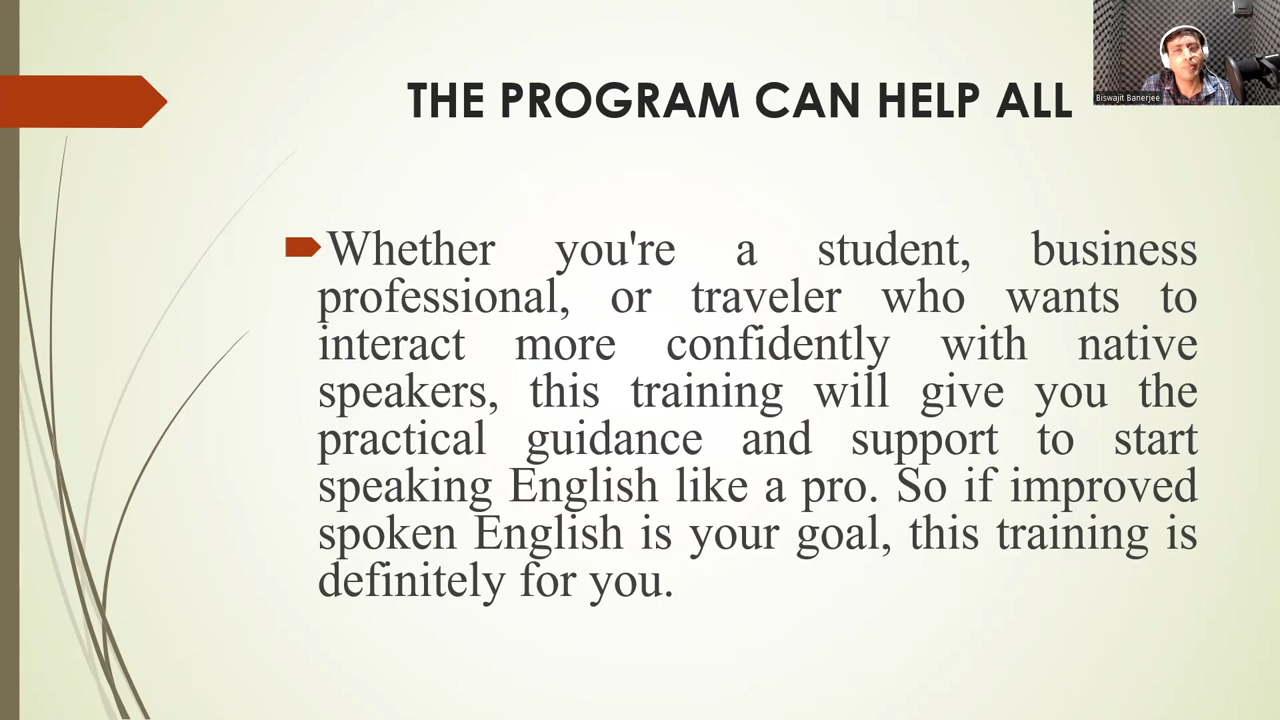 THE PROGRAM CAN HELP ALL
Biswajit Banerjee
Whether you're a student, business
professional, or traveler who wants to
interact more confidently with native
speakers, this training will give you the
practical guidance and support to start
speaking English like a pro. So if improved
spoken English is your goal, this training is
definitely for you.